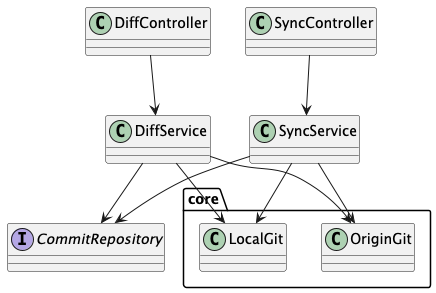 C DiffController
C SyncController
C DiffService
C SyncService
core
I CommitRepository
C LocalGit
C OriginGit